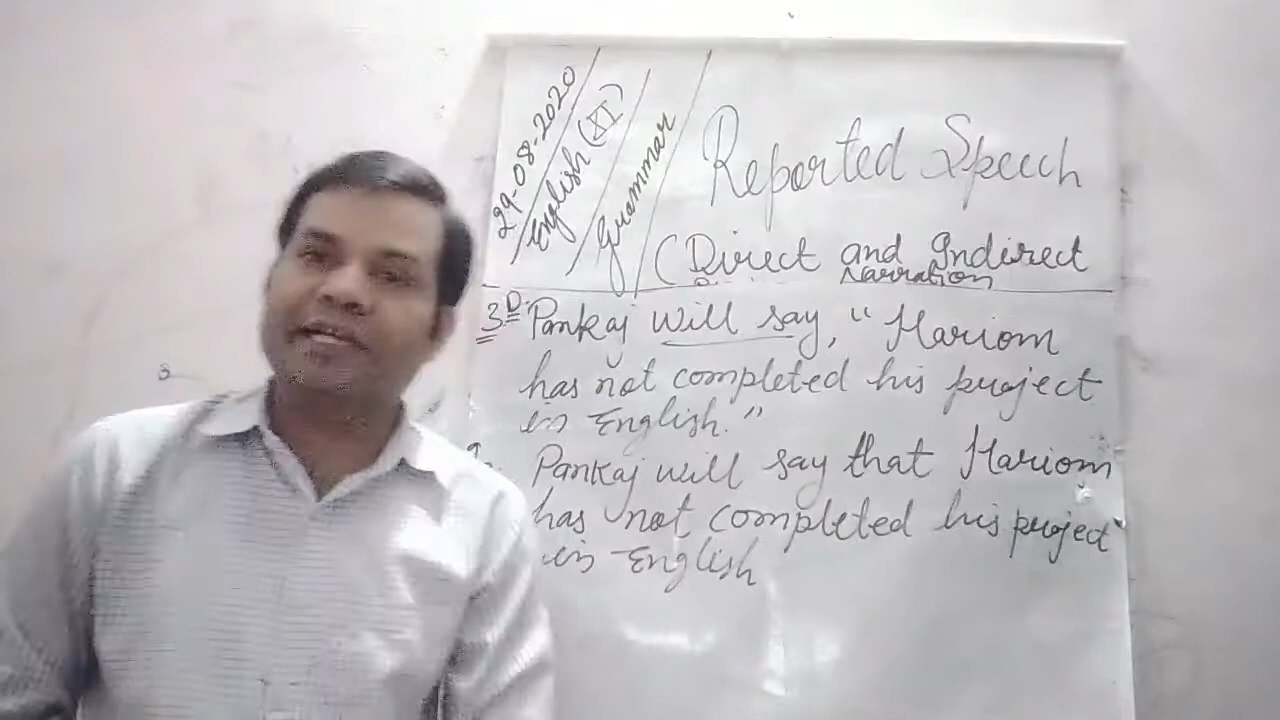 29-08-2020
English (XI)
Grammar
Reported Speech
(Direct and Indirect
Narration
3 D. Pankaj will say, "Hariom
has not completed his project
in English."
Pankaj will say that Hariom
has not completed his project
in English